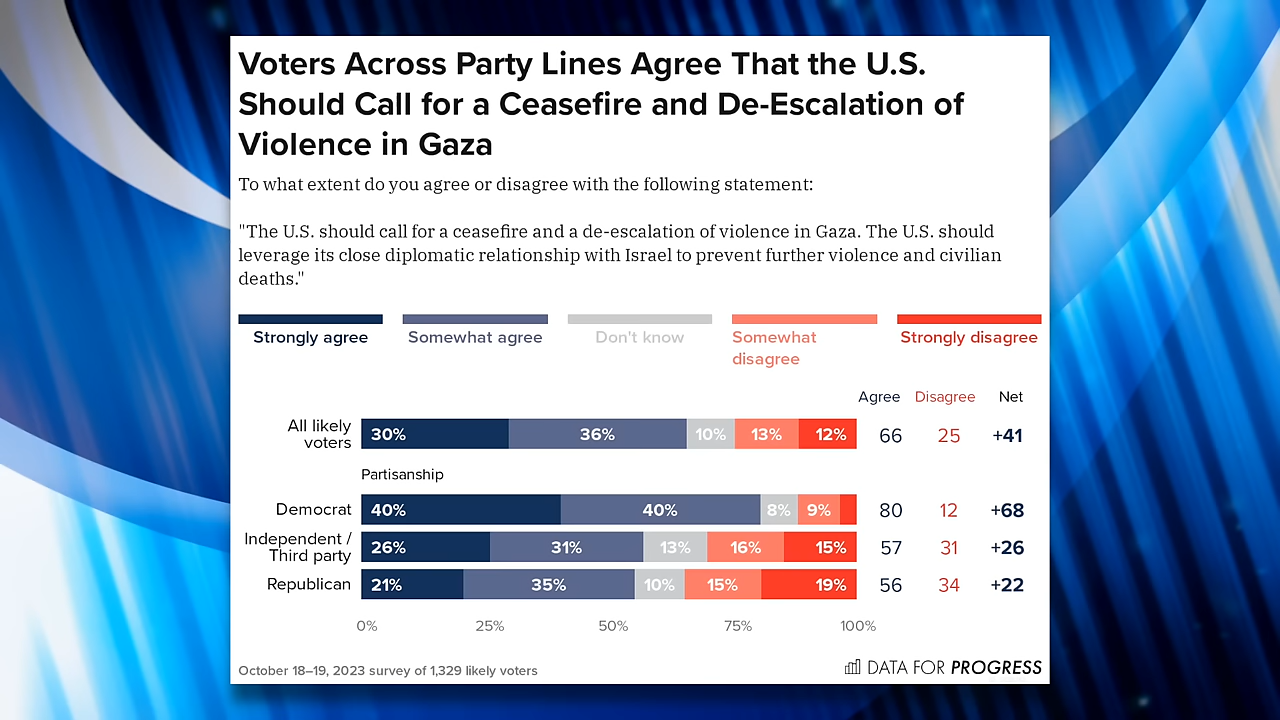 Voters Across Party Lines Agree That the U.S.
Should Call for a Ceasefire and De-Escalation of
Violence in Gaza
To what extent do you agree or disagree with the following statement:
"The U.S. should call for a ceasefire and a de-escalation of violence in Gaza. The U.S. should
leverage its close diplomatic relationship with Israel to prevent further violence and civilian
deaths."
Strongly agree Somewhat agree Don't know Somewhat disagree Strongly disagree
Agree Disagree Net
All likely voters 30% 36% 10% 13% 12% 66 25 +41
Partisanship
Democrat 40% 40% 8% 9% 80 12 +68
Independent / Third party 26% 31% 13% 16% 15% 57 31 +26
Republican 21% 35% 10% 15% 19% 56 34 +22
0% 25% 50% 75% 100%
October 18–19, 2023 survey of 1,329 likely voters
DATA FOR PROGRESS